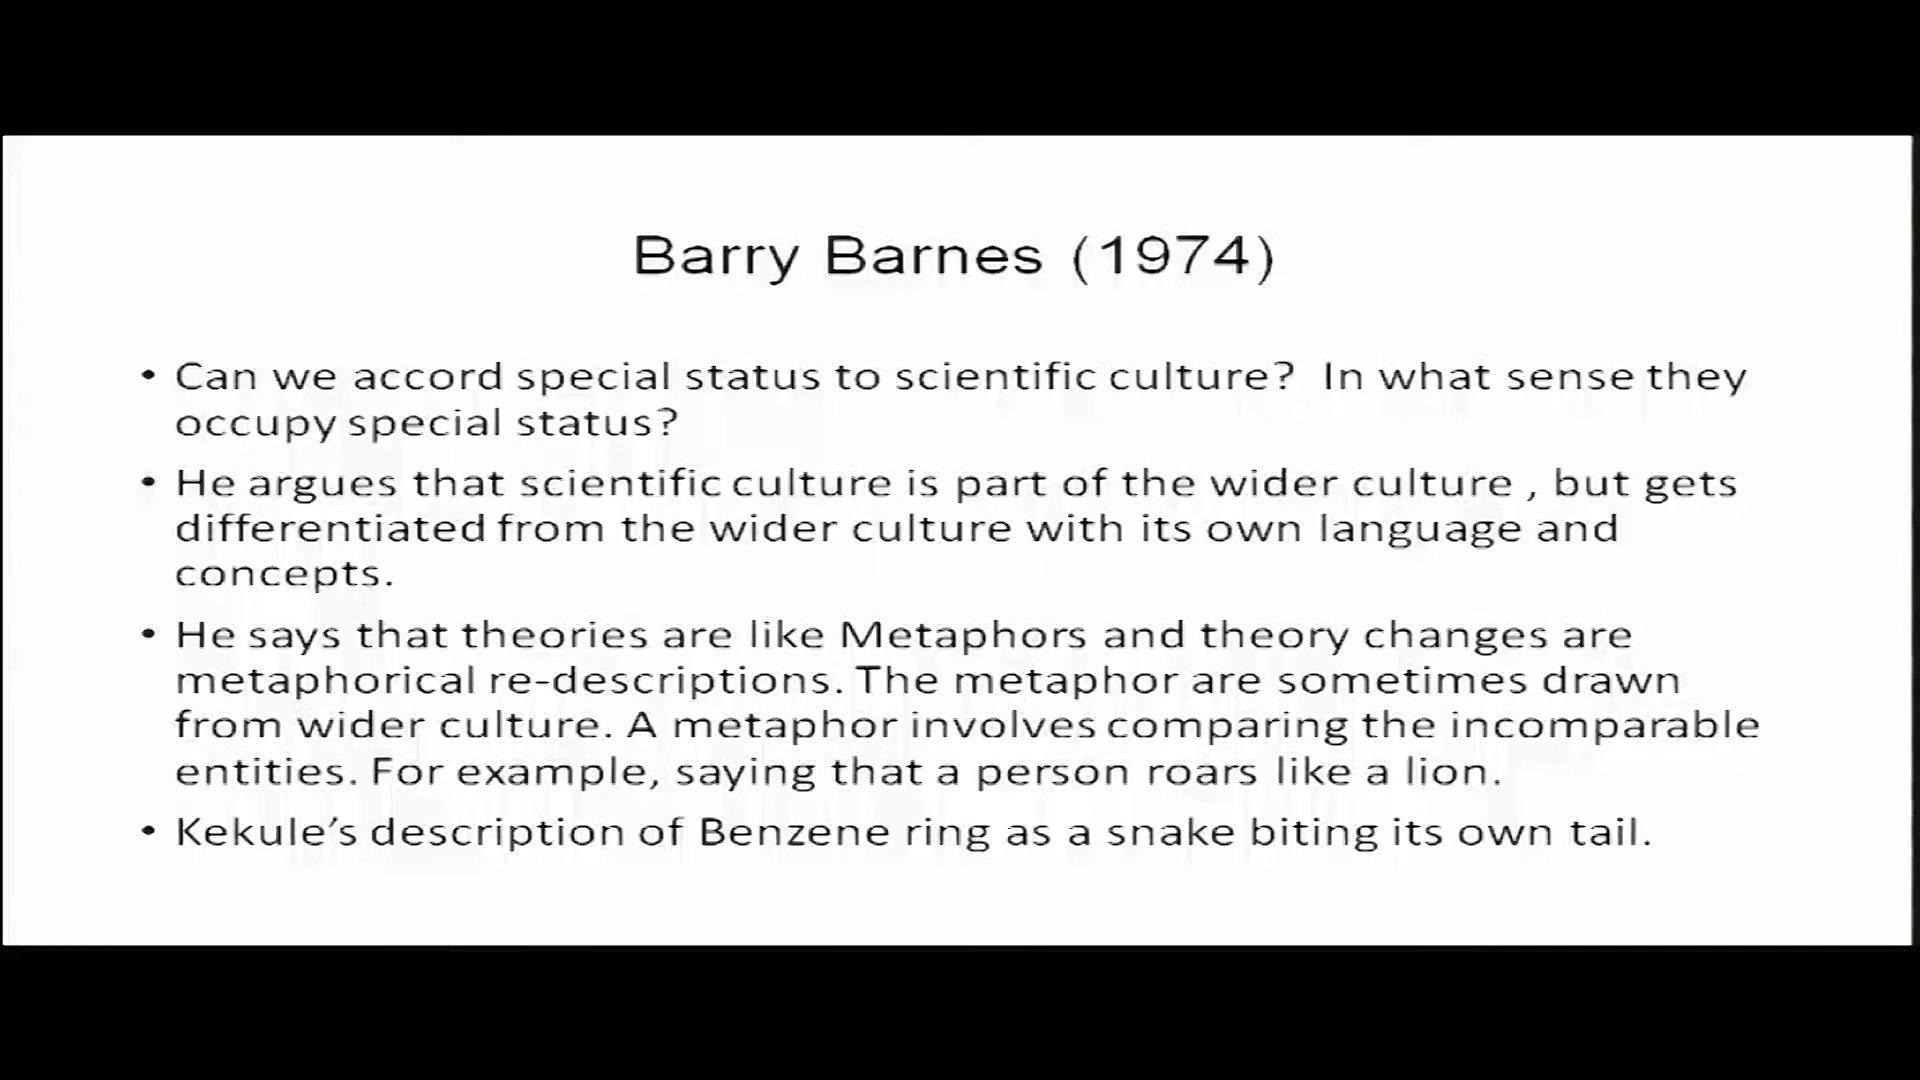 Barry Barnes (1974)
• Can we accord special status to scientific culture? In what sense they
occupy special status?
• He argues that scientific culture is part of the wider culture , but gets
differentiated from the wider culture with its own language and
concepts.
• He says that theories are like Metaphors and theory changes are
metaphorical re-descriptions. The metaphor are sometimes drawn
from wider culture. A metaphor involves comparing the incomparable
entities. For example, saying that a person roars like a lion.
• Kekule’s description of Benzene ring as a snake biting its own tail.